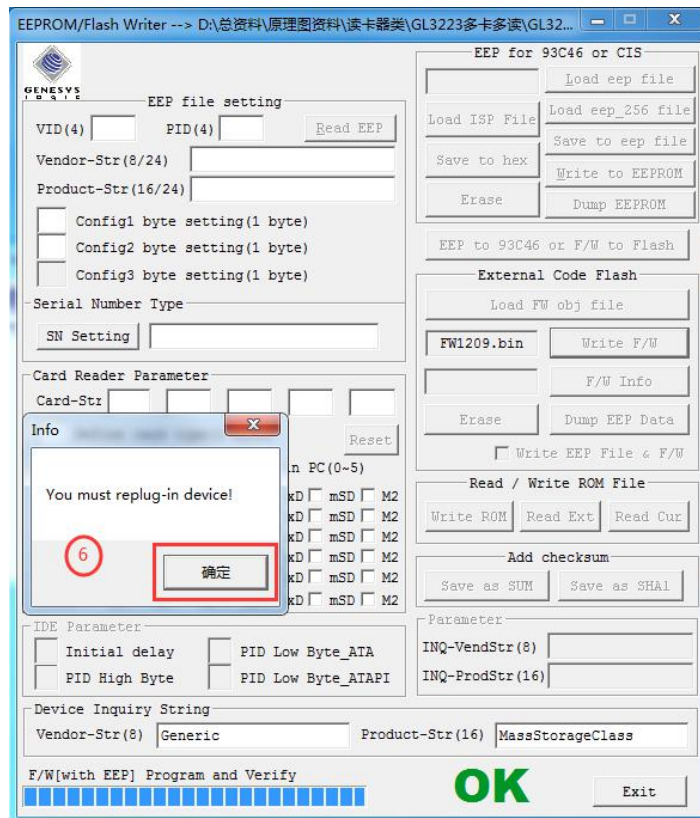 EEPROM/Flash Writer --> D:\总资料\原理图资料\读卡器类\GL3223多卡多读\GL32...
GENESYS
LOGIC
EEP file setting
VID(4)
PID(4)
Read EEP
Vendor-Str(8/24)
Product-Str(16/24)
Config1 byte setting(1 byte)
Config2 byte setting(1 byte)
Config3 byte setting(1 byte)
Serial Number Type
SN Setting
Card Reader Parameter
Card-Str
Reset
in PC(0~5)
xD mSD M2
xD mSD M2
xD mSD M2
xD mSD M2
xD mSD M2
xD mSD M2
Info
You must replug-in device!
6
确定
IDE Parameter
Initial delay
PID Low Byte_ATA
PID High Byte
PID Low Byte_ATAPI
EEP for 93C46 or CIS
Load eep file
Load ISP File
Load eep_256 file
Save to eep file
Save to hex
Write to EEPROM
Erase
Dump EEPROM
EEP to 93C46 or F/W to Flash
External Code Flash
Load FW obj file
FW1209.bin
Write F/W
F/W Info
Erase
Dump EEP Data
Write EEP File & F/W
Read / Write ROM File
Write ROM
Read Ext
Read Cur
Add checksum
Save as SUM
Save as SHA1
Parameter
INQ-VendStr(8)
INQ-ProdStr(16)
Device Inquiry String
Vendor-Str(8) Generic
Product-Str(16) MassStorageClass
F/W[with EEP] Program and Verify
OK
Exit